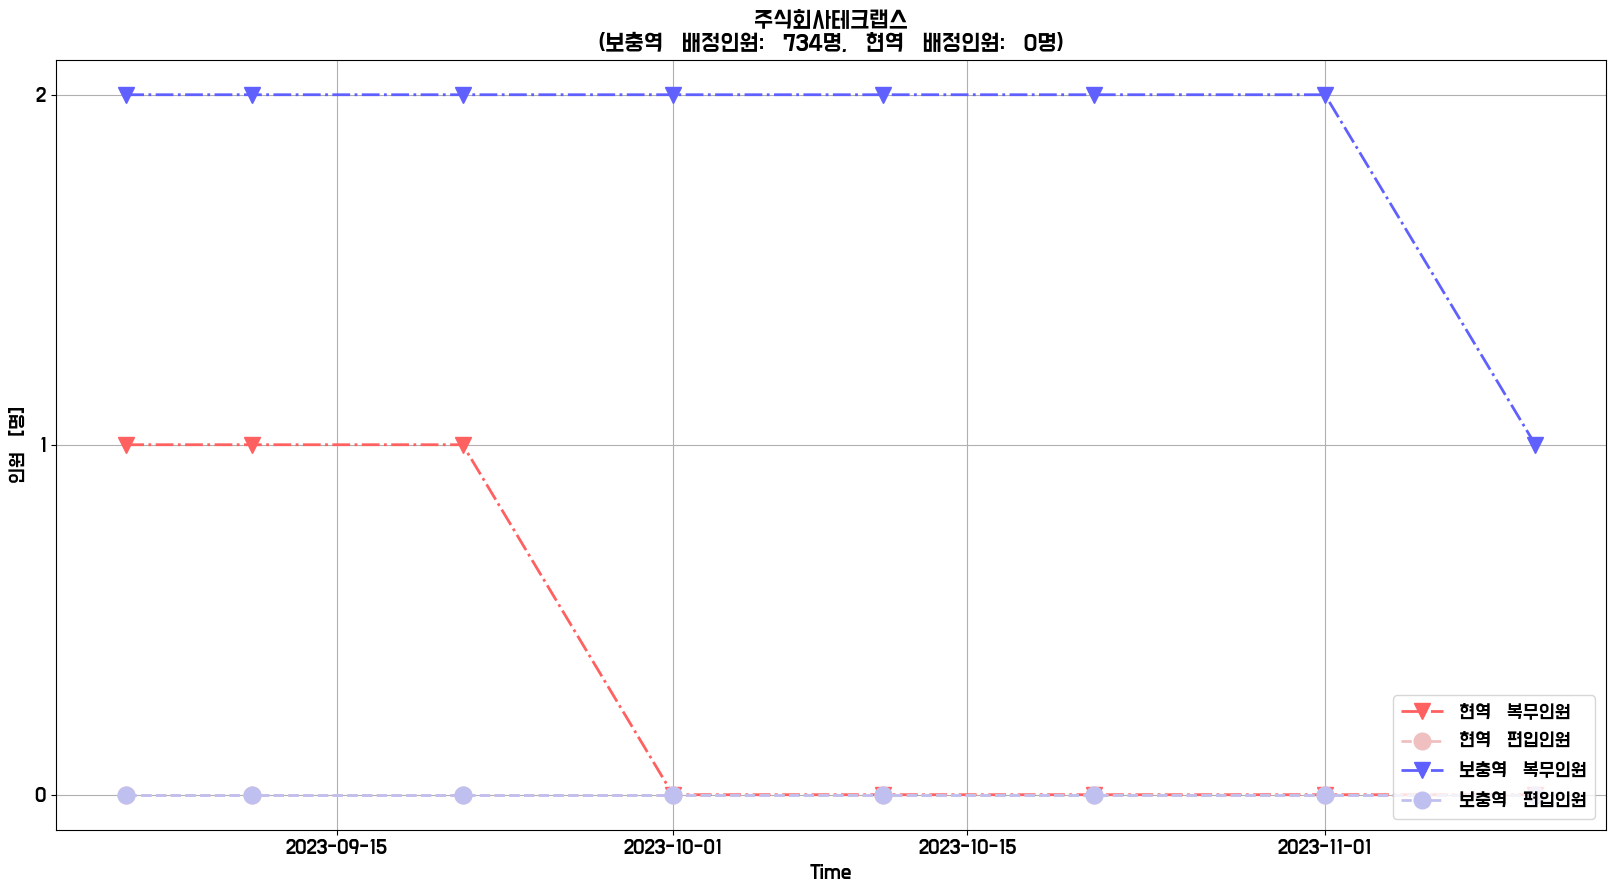 주식회사테크랩스
(보충역 배정인원: 734명, 현역 배정인원: 0명)
인원 [명]
2
1
0
2023-09-15
2023-10-01
2023-10-15
2023-11-01
Time
현역 복무인원
현역 편입인원
보충역 복무인원
보충역 편입인원